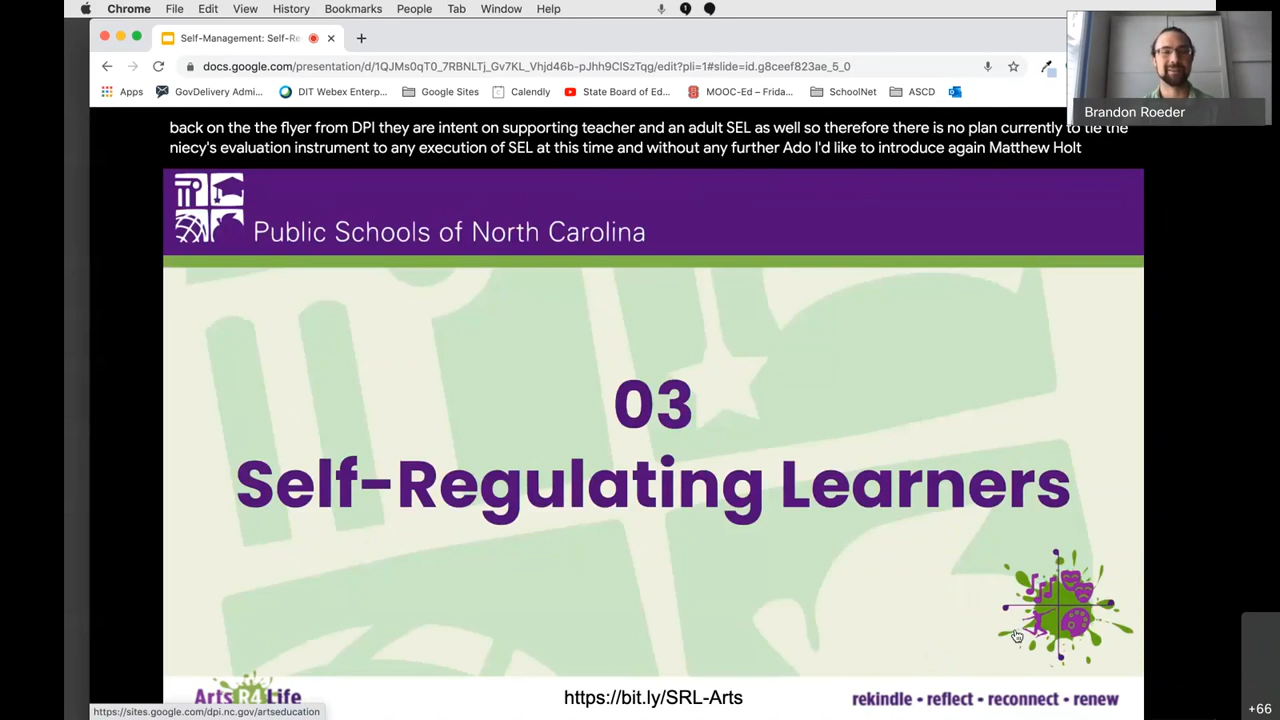 Chrome File Edit View History Bookmarks People Tab Window Help
Self-Management: Self-Re
docs.google.com/presentation/d/1QJMs0qT0_7RBNLTj_Gv7KL_Vhjd46b-pJhh9ClSzTqg/edit?pli=1#slide=id.g8ceef823ae_5_0
Apps GovDelivery Admi... DIT Webex Enterp... Google Sites Calendly State Board of Ed... MOOC-Ed – Frida... SchoolNet ASCD
Brandon Roeder
back on the the flyer from DPI they are intent on supporting teacher and an adult SEL as well so therefore there is no plan currently to tie the
niecy's evaluation instrument to any execution of SEL at this time and without any further Ado I'd like to introduce again Matthew Holt
Public Schools of North Carolina
03
Self-Regulating Learners
Arts R4 Life
https://bit.ly/SRL-Arts
rekindle • reflect • reconnect • renew
https://sites.google.com/dpi.nc.gov/artseducation
+66